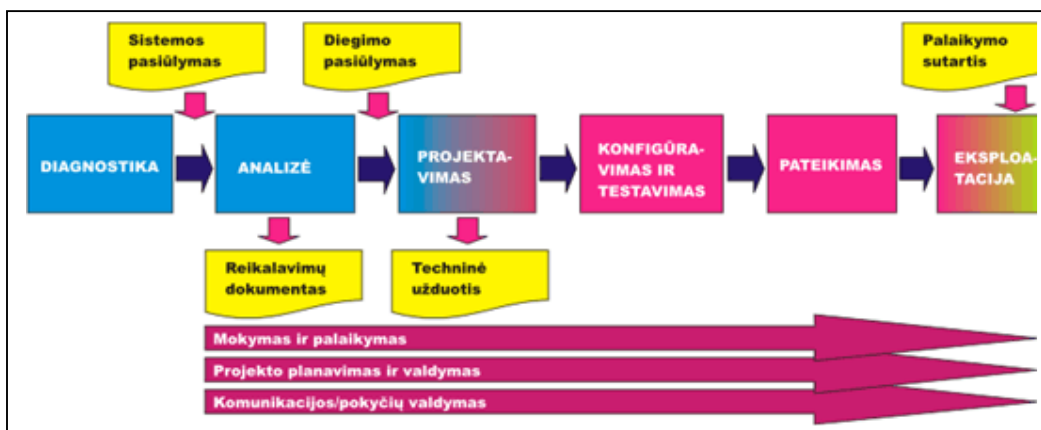 Sistemos
pasiūlymas
Diegimo
pasiūlymas
Palaikymo
sutartis
DIAGNOSTIKA
ANALIZĖ
PROJEKTA-
VIMAS
KONFIGŪRA-
VIMAS IR
TESTAVIMAS
PATEIKIMAS
EKSPLOA-
TACIJA
Reikalavimų
dokumentas
Techninė
užduotis
Mokymas ir palaikymas
Projekto planavimas ir valdymas
Komunikacijos/pokyčių valdymas